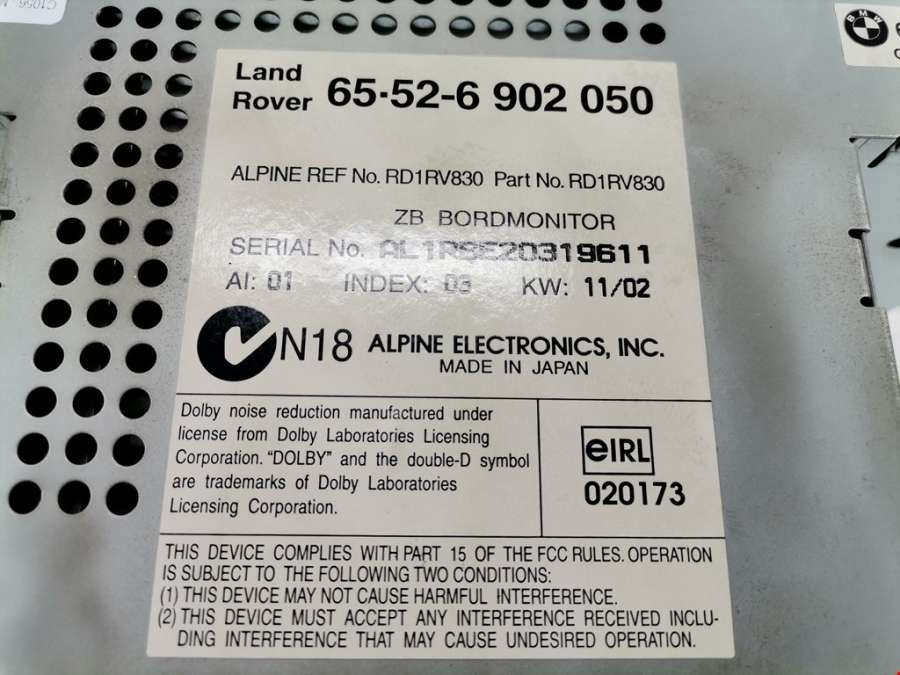 C1056
BMW
Land
Rover 65·52-6 902 050
ALPINE REF No. RD1RV830 Part No. RD1RV830
ZB BORDMONITOR
SERIAL No. AL1RSE20319611
AI: 01 INDEX: 03 KW: 11/02
N18 ALPINE ELECTRONICS, INC.
MADE IN JAPAN
Dolby noise reduction manufactured under
license from Dolby Laboratories Licensing
Corporation. “DOLBY” and the double-D symbol
are trademarks of Dolby Laboratories
Licensing Corporation.
eIRL
020173
THIS DEVICE COMPLIES WITH PART 15 OF THE FCC RULES. OPERATION
IS SUBJECT TO THE FOLLOWING TWO CONDITIONS:
(1) THIS DEVICE MAY NOT CAUSE HARMFUL INTERFERENCE.
(2) THIS DEVICE MUST ACCEPT ANY INTERFERENCE RECEIVED INCLU-
DING INTERFERENCE THAT MAY CAUSE UNDESIRED OPERATION.